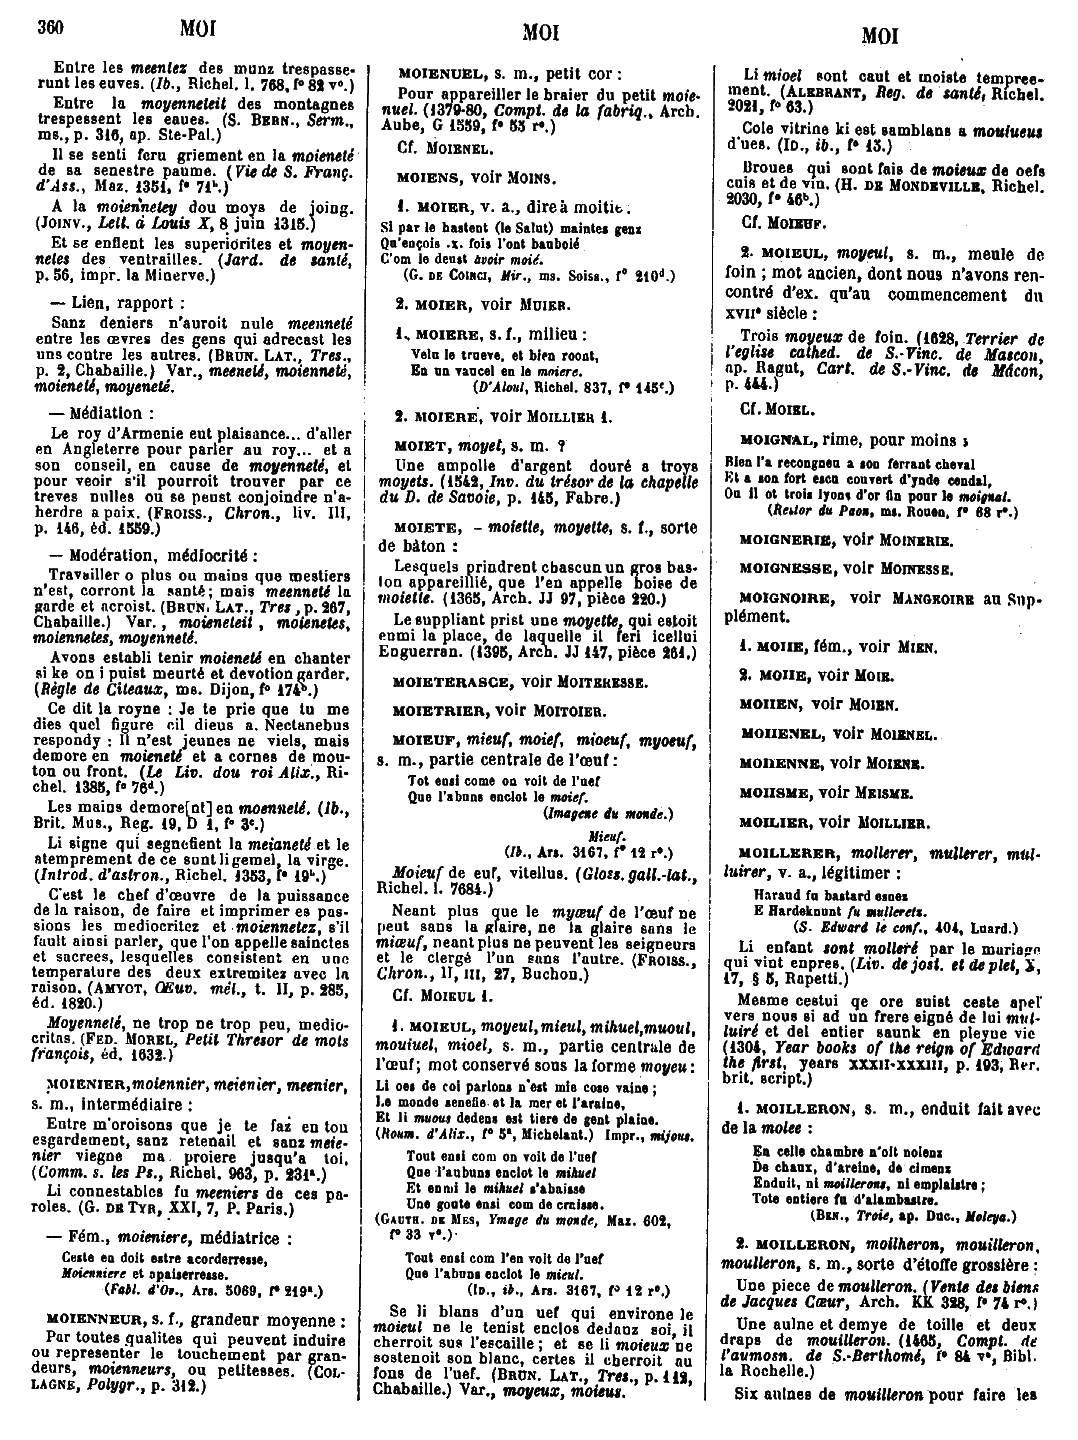 360 MOI MOI MOI
Entre les meentez des munz trespasse-
runt les euves. (Ib., Richel. l. 768, f° 82 v°.)
Entre la moyenneteit des montagnes
trespessent les eaues. (S. BERN., Serm.,
ms., p. 316, ap. Ste-Pal.)
Il se senti feru griement en la moieneté
de sa senestre paume. (Vie de S. Franç.
d'Ass., Maz. 1351, f° 71ᵇ.)
A la moienneley dou moys de joing.
(JOINV., Lett. à Louis X, 8 juin 1315.)
Et se enflent les superiorites et moyen-
netes des ventrailles. (Jard. de santé,
p. 56, impr. la Minerve.)
— Lien, rapport :
Sanz deniers n'auroit nule meenneté
entre les œvres des gens qui adrecast les
uns contre les autres. (BRUN. LAT., Tres.,
p. 2, Chabaille.) Var., meeneté, moienneté,
moieneté, moyeneté.
— Médiation :
Le roy d'Armenie eut plaisance... d'aller
en Angleterre pour parler au roy... et a
son conseil, en cause de moyenneté, et
pour veoir s'il pourroit trouver par ce
treves nulles ou se peust conjoindre n'a-
herdre a paix. (FROISS., Chron., liv. III,
p. 146, éd. 1559.)
— Modération, médiocrité :
Travailler o plus ou mains que mestiers
n'est, corront la santé; mais meenneté la
garde et acroist. (BRUN. LAT., Tres., p. 267,
Chabaille.) Var., moieneteit, moienetes,
moiennetes, moyenneté.
Avons establi tenir moieneté en chanter
si ke on i puist meurté et devotion garder.
(Règle de Citeaux, ms. Dijon, f° 174ᵇ.)
Ce dit la royne : Je te prie que tu me
dies quel figure cil dieus a. Nectanebus
respondy : Il n'est jeunes ne viels, mais
demore en moieneté et a cornes de mou-
ton ou front. (Le Liv. dou roi Alix., Ri-
chel. 1385, f° 76ᵈ.)
Les mains demore[nt] en moenneté. (Ib.,
Brit. Mus., Reg. 19, D 1, f° 3ᶜ.)
Li signe qui segnefient la meianeté et le
atemprement de ce sunt li gemel, la virge.
(Introd. d'astron., Richel. 1353, f° 19ᵇ.)
C'est le chef d'œuvre de la puissance
de la raison, de faire et imprimer es pas-
sions les mediocritez et moiennetez, s'il
fault ainsi parler, que l'on appelle sainctes
et sacrees, lesquelles consistent en une
temperature des deux extremitez avec la
raison. (AMYOT, Œuv. mél., t. II, p. 285,
éd. 1820.)
Moyenneté, ne trop ne trop peu, medio-
critas. (FED. MOREL, Petit Thresor de mots
françois, éd. 1632.)
MOIENIER, moiennier, meienier, meenier,
s. m., intermédiaire :
Entre m'oroisons que je te faz en tou
esgardement, sanz retenail et sanz meie-
nier viegne ma proiere jusqu'a toi.
(Comm. s. les Ps., Richel. 963, p. 231ᵃ.)
Li connestables fu meeniers de ces pa-
roles. (G. DE TYR, XXI, 7, P. Paris.)
— Fém., moieniere, médiatrice :
Ceste en doit estre acorderresse,
Moienniere et apaiserresse.
(Fabl. d'Ov., Ars. 5069, f° 219ᵃ.)
MOIENNEUR, s. f., grandeur moyenne :
Par toutes qualites qui peuvent induire
ou representer le touchement par gran-
deurs, moienneurs, ou petitesses. (COL-
LAGNE, Polygr., p. 312.)
MOIENUEL, s. m., petit cor :
Pour appareiller le braier du petit moie-
nuel. (1379-80, Compt. de la fabriq., Arch.
Aube, G 1559, f° 53 r°.)
Cf. MOIENEL.
MOIENS, voir MOINS.
1. MOIER, v. a., dire à moitié :
Si par le hastent (le Salut) maintes genz
Qu'ençois .x. fois l'ont baubolé
C'om le deust avoir moié.
(G. DE COINCI, Mir., ms. Soiss., f° 210ᵈ.)
2. MOIER, voir MUIER.
1. MOIERE, s. f., milieu :
Vein le trueve, et bien roont,
En un vaucel en le moiere.
(D'Aloul, Richel. 837, f° 145ᶜ.)
2. MOIERE, voir MOILLIER 1.
MOIET, moyet, s. m. ?
Une ampolle d'argent douré a troys
moyets. (1542, Inv. du trésor de la chapelle
du D. de Savoie, p. 145, Fabre.)
MOIETE, - moiette, moyette, s. f., sorte
de bâton :
Lesquels prindrent chascun un gros bas-
ton appareillié, que l'en appelle boise de
moiette. (1365, Arch. JJ 97, pièce 220.)
Le suppliant prist une moyette, qui estoit
enmi la place, de laquelle il feri icellui
Enguerran. (1395, Arch. JJ 147, pièce 261.)
MOIETERASCE, voir MOITERESSE.
MOIETRIER, voir MOITOIER.
MOIEUF, mieuf, moief, mioeuf, myoeuf,
s. m., partie centrale de l'œuf :
Tot ensi come on voit de l'uef
Que l'abuns enclot le moief.
(Imagene du monde.)
Mieuf.
(Ib., Ars. 3167, f° 12 r°.)
Moieuf de euf, vitellus. (Gloss. gall.-lat.,
Richel. l. 7684.)
Neant plus que le myœuf de l'œuf ne
peut sans la glaire, ne la glaire sans le
miœuf, neant plus ne peuvent les seigneurs
et le clergé l'un sans l'autre. (FROISS.,
Chron., II, III, 27, Buchon.)
Cf. MOIEUL 1.
1. MOIEUL, moyeul, mieul, mihuel, muoul,
mouiuel, mioel, s. m., partie centrale de
l'œuf; mot conservé sous la forme moyeu :
Li oes de coi parlons n'est mie cose vaine ;
Le monde senefie et la mer et l'araine,
Et li muous dedens est tiere de gent plaine.
(Roum. d'Alix., f° 5ᵃ, Michelant.) Impr., mijous.
Tout ensi com on voit de l'uef
Que l'aubuns enclot le mihuel
Et enmi le mihuel s'abaisse
Une goute ensi com de craisse.
(GAUTH. DE MES, Ymage du monde, Maz. 602,
f° 33 v°.)
Tout ensi com l'en voit de l'uef
Que l'abuns enclot le mieul.
(ID., ib., Ars. 3167, f° 12 r°.)
Se li blans d'un uef qui environe le
moieul ne le tenist enclos dedanz soi, il
cherroit sus l'escaille ; et se li moieux ne
sostenoit son blanc, certes il cherroit au
fons de l'uef. (BRUN. LAT., Tres., p. 112,
Chabaille.) Var., moyeux, moieus.
Li mioel sont caut et moiste tempree-
ment. (ALEBRANT, Reg. de santé, Richel.
2021, f° 63.)
Cole vitrine ki est samblans a mouiueus
d'ues. (ID., ib., f° 15.)
Broues qui sont fais de moieux de oefs
cuis et de vin. (H. DE MONDEVILLE, Richel.
2030, f° 46ᵇ.)
Cf. MOIEUF.
2. MOIEUL, moyeul, s. m., meule de
foin ; mot ancien, dont nous n'avons ren-
contré d'ex. qu'au commencement du
XVIIᵉ siècle :
Trois moyeux de foin. (1628, Terrier de
l'eglise cathed. de S.-Vinc. de Mascon,
ap. Ragut, Cart. de S.-Vinc. de Mâcon,
p. 444.)
Cf. MOIEL.
MOIGNAL, rime, pour moins :
Bien l'a recongneu a son ferrant cheval
Et a son fort escu couvert d'ynde cendal,
Ou il ot trois lyons d'or fin pour le moignal.
(Restor du Paon, ms. Rouen, f° 68 r°.)
MOIGNERIE, voir MOINERIE.
MOIGNESSE, voir MOINESSE.
MOIGNOIRE, voir MANGEOIRE au Sup-
plément.
1. MOIIE, fém., voir MIEN.
2. MOIIE, voir MOIE.
MOIIEN, voir MOIEN.
MOIIENEL, voir MOIENEL.
MOIIENNE, voir MOIENE.
MOIISME, voir MEISME.
MOILIER, voir MOILLIER.
MOILLERER, mollerer, mullerer, mul-
luirer, v. a., légitimer :
Haraud fu bastard esnez
E Hardeknunt fu mulleretz.
(S. Edward le conf., 404, Luard.)
Li enfant sont molleré par le mariage
qui vint enpres. (Liv. de jost. et de plet, X,
17, § 5, Rapetti.)
Mesme cestui qe ore suist ceste apel
vers nous si ad un frere eigné de lui mul-
luiré et del entier saunk en pleyne vie
(1304, Year books of the reign of Edward
the first, years XXXII-XXXIII, p. 193, Rer.
brit. script.)
1. MOILLERON, s. m., enduit fait avec
de la molee :
En celle chambre n'oit nolenz
De chaux, d'areine, de cimenz
Enduit, ni moillerons, ni emplaistre ;
Tote entiere fu d'alambastre.
(BEN., Troie, ap. Duc., Moleya.)
2. MOILLERON, moilheron, mouilleron,
moulleron, s. m., sorte d'étoffe grossière :
Une piece de moulleron. (Vente des biens
de Jacques Cœur, Arch. KK 328, f° 74 r°.)
Une aulne et demye de toille et deux
draps de mouilleron. (1465, Compt. de
l'aumosn. de S.-Berthomé, f° 84 v°, Bibl.
la Rochelle.)
Six aulnes de mouilleron pour faire les